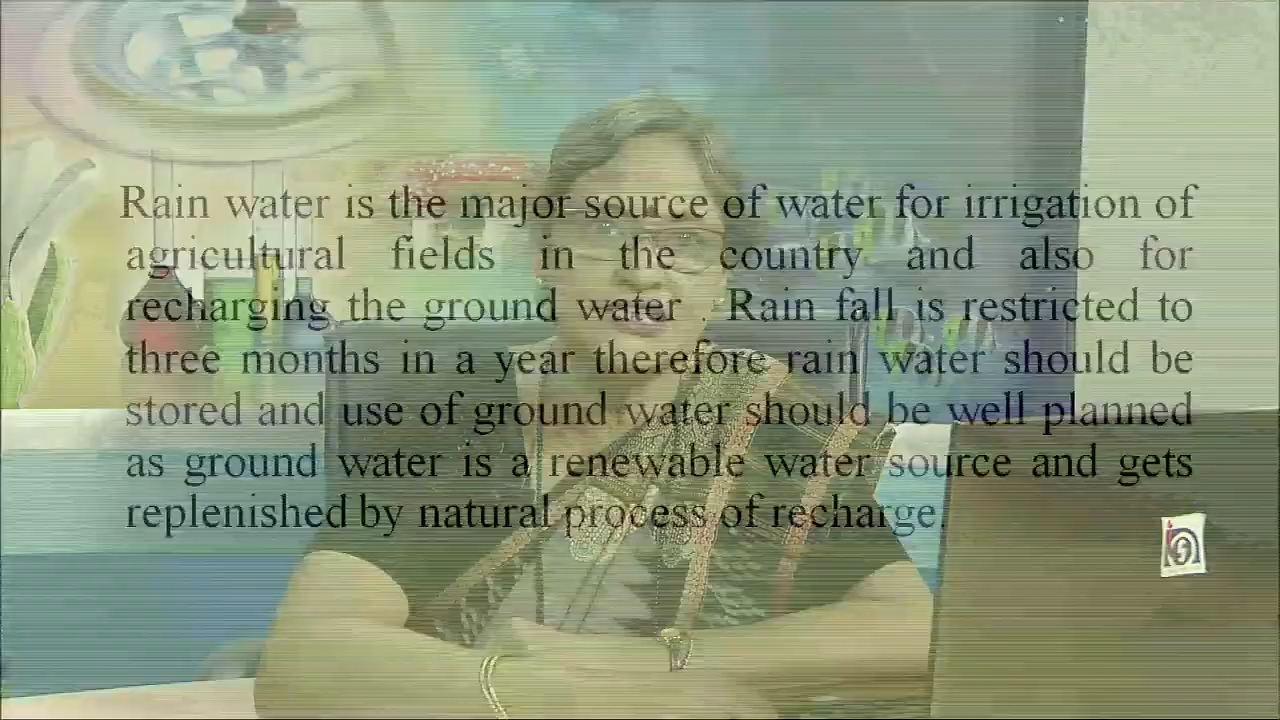 Rain water is the major source of water for irrigation of
agricultural fields in the country and also for
recharging the ground water . Rain fall is restricted to
three months in a year therefore rain water should be
stored and use of ground water should be well planned
as ground water is a renewable water source and gets
replenished by natural process of recharge.